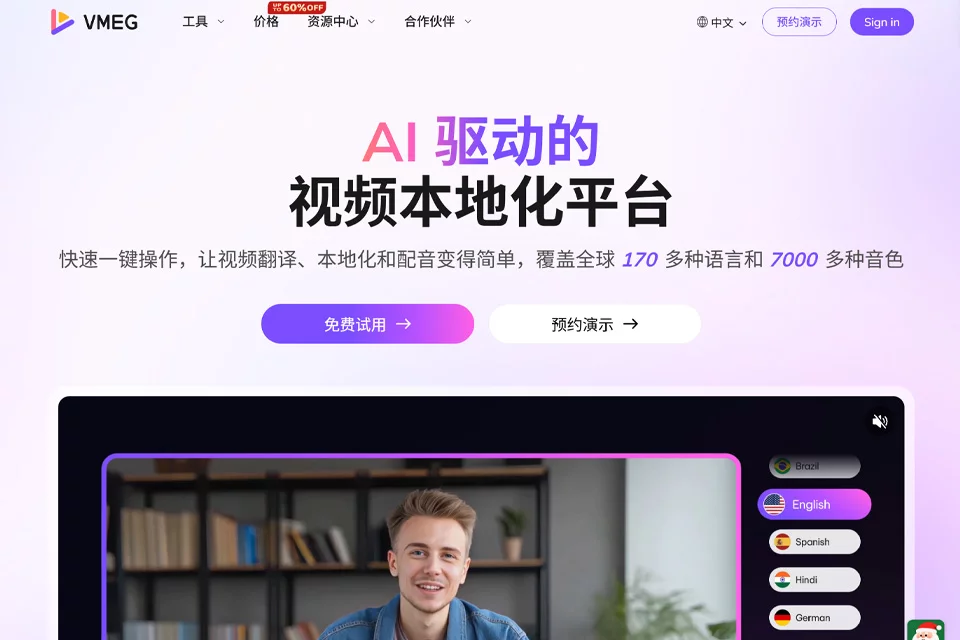 VMEG
工具
价格
UP TO 60%OFF
资源中心
合作伙伴
中文
预约演示
Sign in
AI 驱动的
视频本地化平台
快速一键操作，让视频翻译、本地化和配音变得简单，覆盖全球 170 多种语言和 7000 多种音色
免费试用 →
预约演示 →
Brazil
English
Spanish
Hindi
German